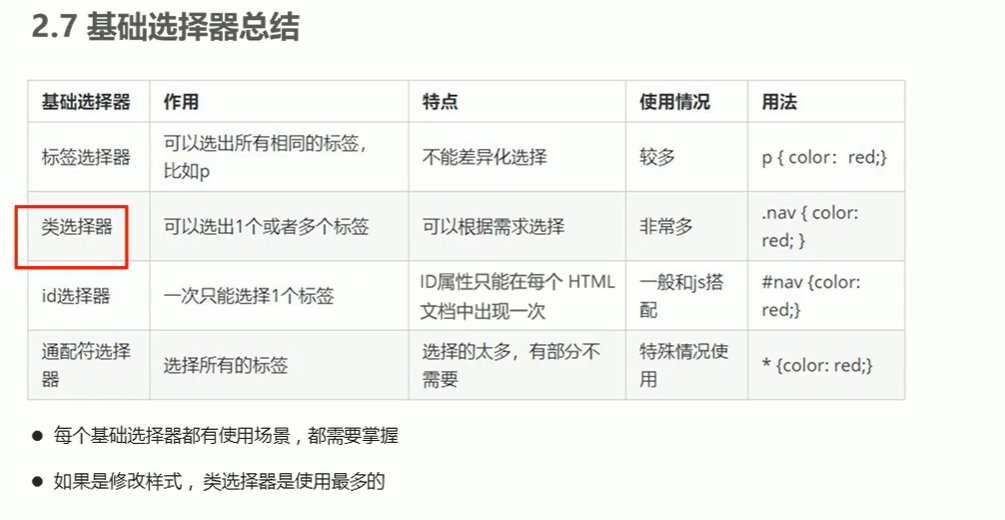 2.7 基础选择器总结
基础选择器 作用 特点 使用情况 用法
标签选择器 可以选出所有相同的标签，比如p 不能差异化选择 较多 p { color：red;}
类选择器 可以选出1个或者多个标签 可以根据需求选择 非常多 .nav { color: red; }
id选择器 一次只能选择1个标签 ID属性只能在每个 HTML 文档中出现一次 一般和js搭配 #nav {color: red;}
通配符选择器 选择所有的标签 选择的太多，有部分不需要 特殊情况使用 * {color: red;}
● 每个基础选择器都有使用场景，都需要掌握
● 如果是修改样式，类选择器是使用最多的